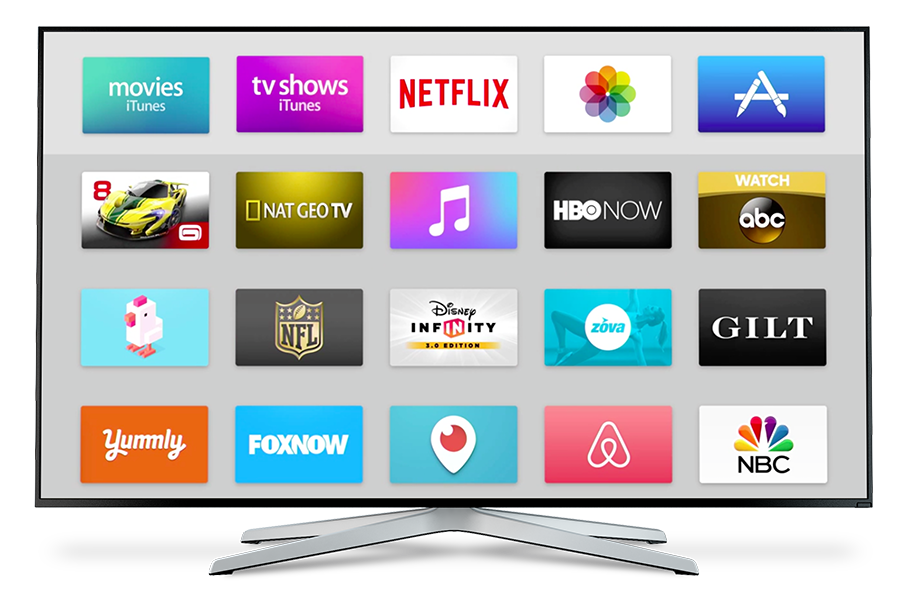 movies
iTunes
tv shows
iTunes
NETFLIX
8
NAT GEO TV
HBO NOW
WATCH
abc
NFL
Disney
INFINITY
3.0 EDITION
zova
GILT
Yummly
FOXNOW
NBC